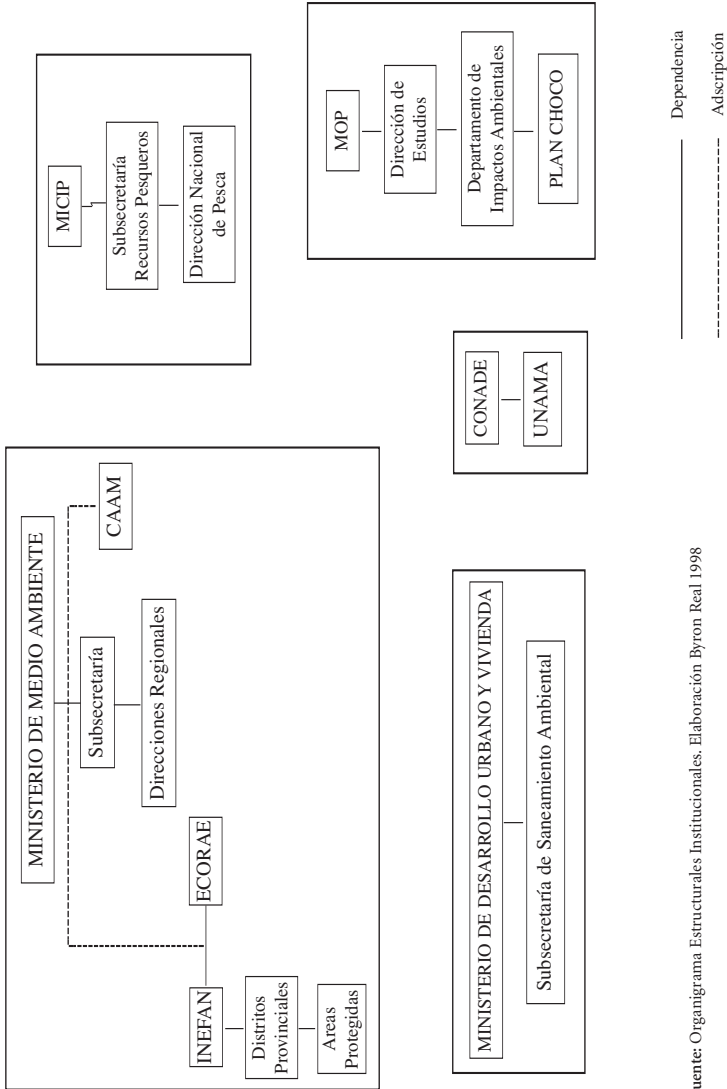 MINISTERIO DE MEDIO AMBIENTE
CAAM
Subsecretaría
Direcciones Regionales
ECORAE
INEFAN
Distritos
Provinciales
Areas
Protegidas
MICIP
Subsecretaría
Recursos Pesqueros
Dirección Nacional
de Pesca
MINISTERIO DE DESARROLLO URBANO Y VIVIENDA
Subsecretaría de Saneamiento Ambiental
CONADE
UNAMA
MOP
Dirección de
Estudios
Departamento de
Impactos Ambientales
PLAN CHOCO
Dependencia
Adscripción
uente: Organigrama Estructurales Institucionales. Elaboración Byron Real 1998